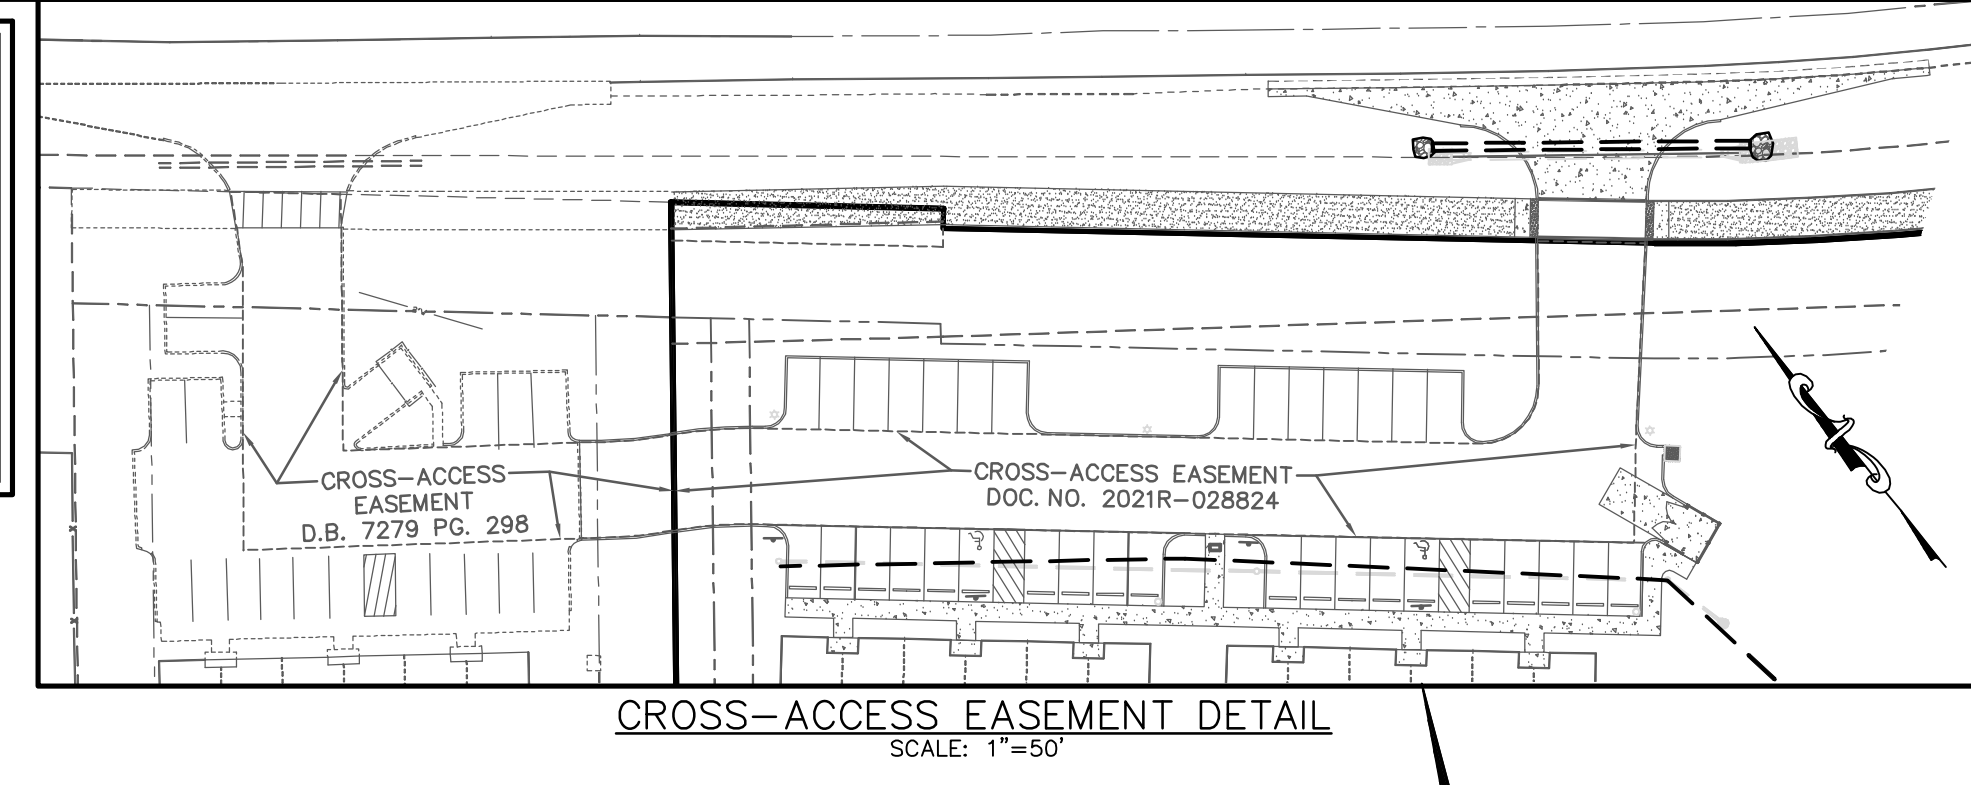 CROSS-ACCESS
EASEMENT
D.B. 7279 PG. 298
CROSS-ACCESS EASEMENT
DOC. NO. 2021R-028824
CROSS-ACCESS EASEMENT DETAIL
SCALE: 1"=50'